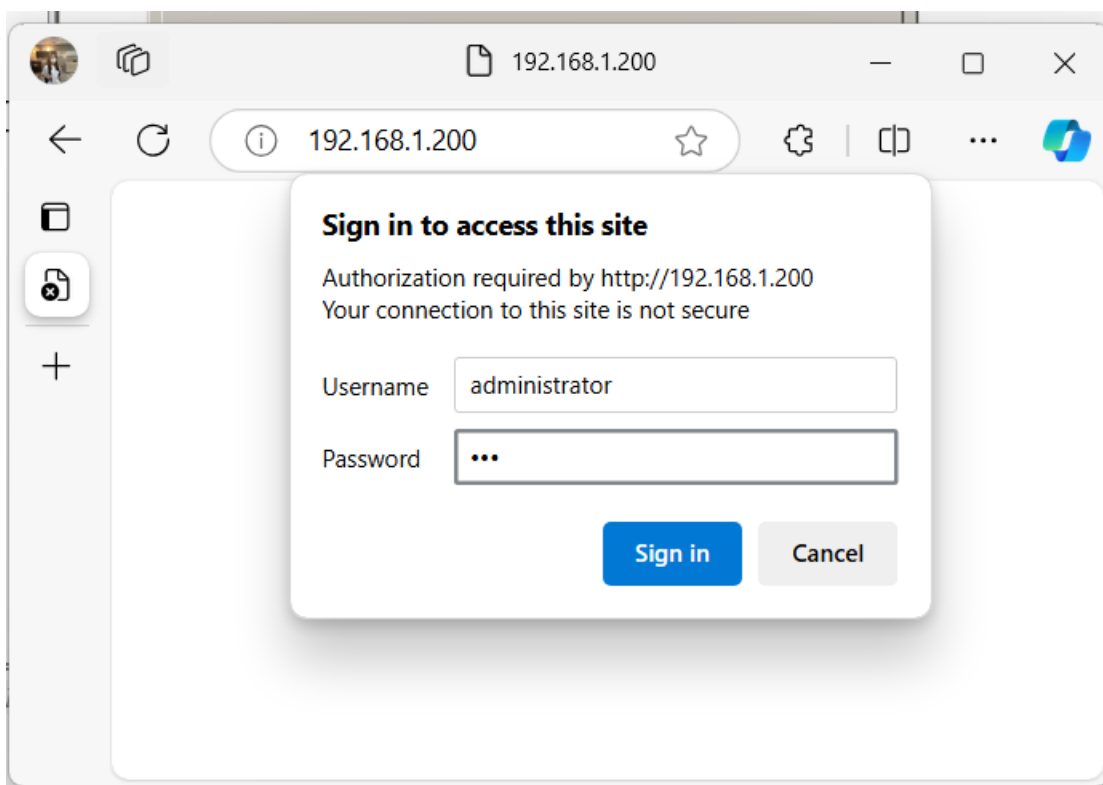 192.168.1.200
192.168.1.200
Sign in to access this site
Authorization required by http://192.168.1.200
Your connection to this site is not secure
Username administrator
Password •••
Sign in Cancel